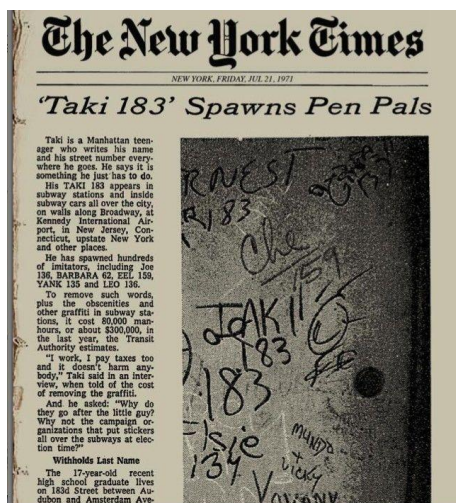 The New York Times
NEW YORK, FRIDAY, JUL 21, 1971
'Taki 183' Spawns Pen Pals
Taki is a Manhattan teen-
ager who writes his name
and his street number every-
where he goes. He says it is
something he just has to do.
His TAKI 183 appears in
subway stations and inside
subway cars all over the city,
on walls along Broadway, at
Kennedy International Air-
port, in New Jersey, Con-
necticut, upstate New York
and other places.
He has spawned hundreds
of imitators, including Joe
136, BARBARA 62, EEL 159,
YANK 135 and LEO 136.
To remove such words,
plus the obscenities and
other graffiti in subway sta-
tions, it cost 80,000 man-
hours, or about $300,000, in
the last year, the Transit
Authority estimates.
"I work, I pay taxes too
and it doesn't harm any-
body," Taki said in an inter-
view, when told of the cost
of removing the graffiti.
And he asked: "Why do
they go after the little guy?
Why not the campaign or-
ganizations that put stickers
all over the subways at elec-
tion time?"
Withholds Last Name
The 17-year-old recent
high school graduate lives
on 183d Street between Au-
dubon and Amsterdam Ave-
RNEST
183
Che
159
TAKI
183
183
Elsie
134
MUNDO
+
VICKY